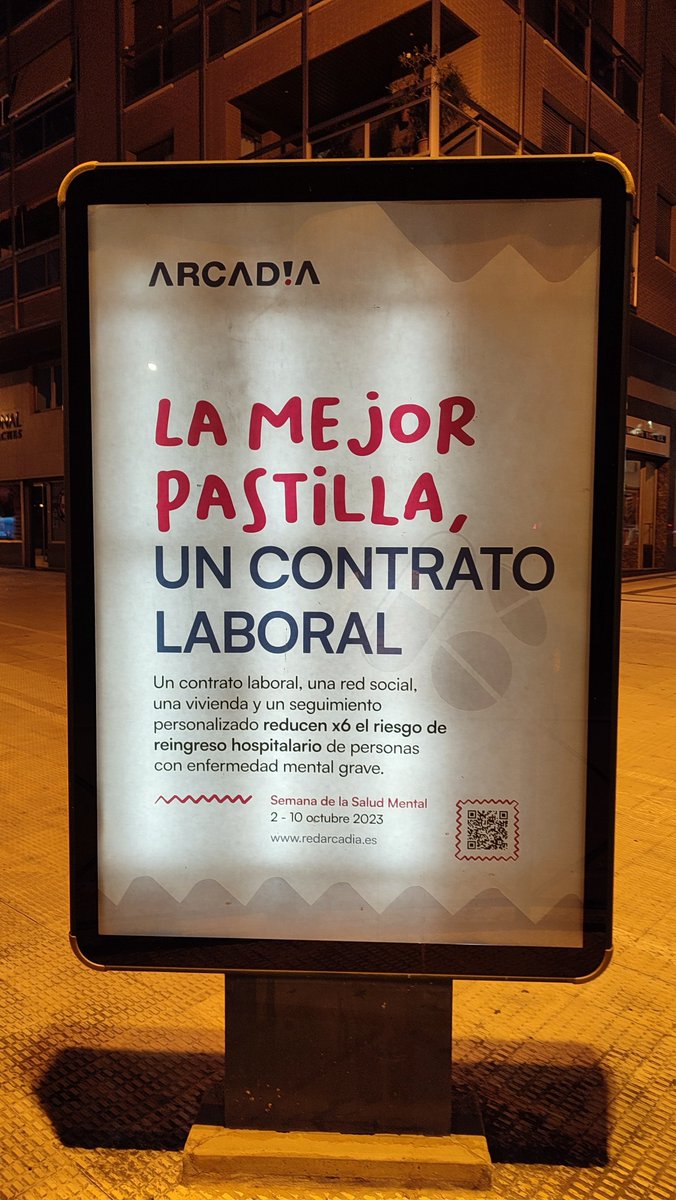 ARCAD!A
LA MEJOR
PASTILLA,
UN CONTRATO
LABORAL
Un contrato laboral, una red social,
una vivienda y un seguimiento
personalizado reducen x6 el riesgo de
reingreso hospitalario de personas
con enfermedad mental grave.
Semana de la Salud Mental
2 - 10 octubre 2023
www.redarcadia.es